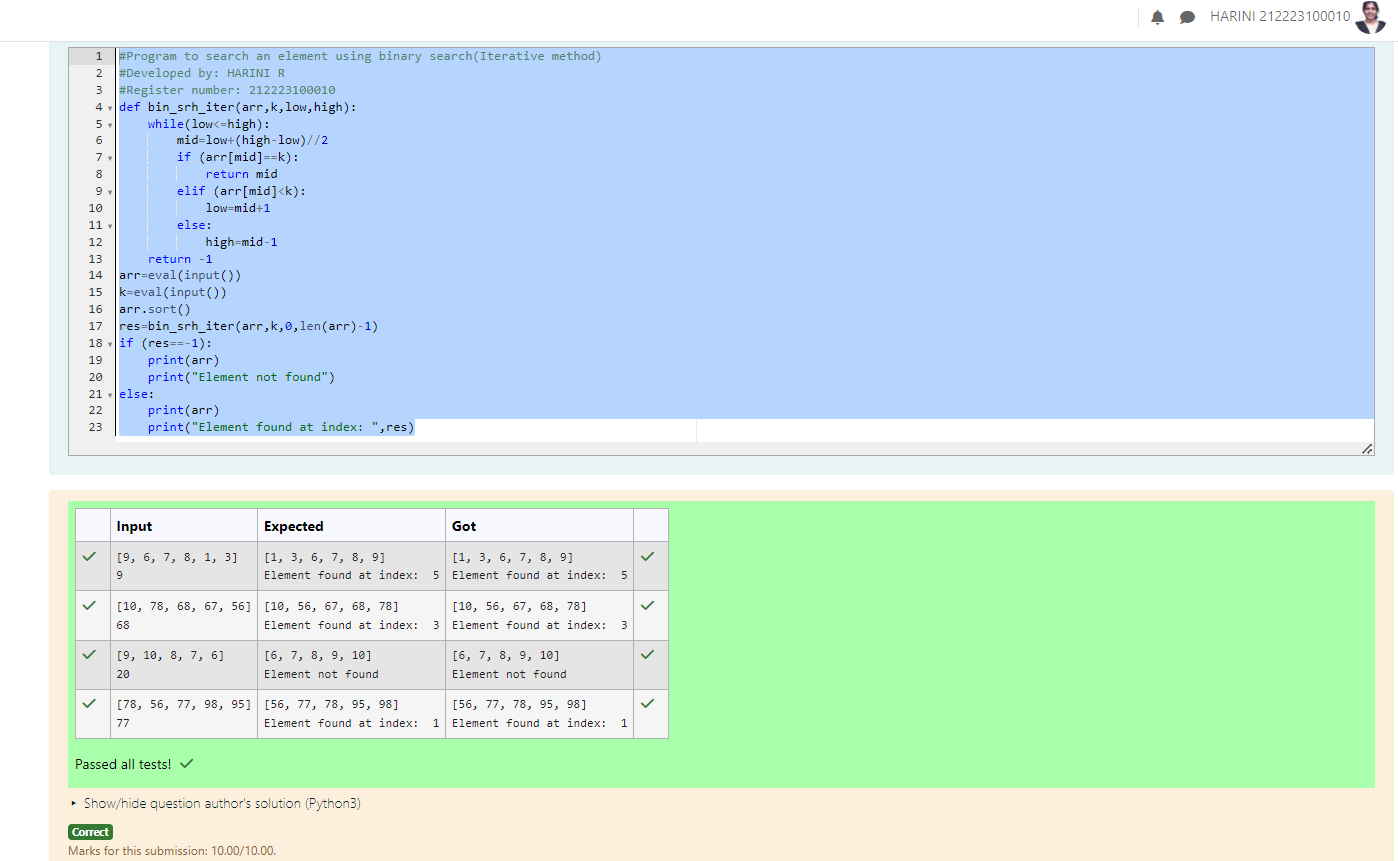 HARINI 212223100010
1 #Program to search an element using binary search(Iterative method)
2 #Developed by: HARINI R
3 #Register number: 212223100010
4 def bin_srh_iter(arr,k,low,high):
5     while(low<=high):
6         mid=low+(high-low)//2
7         if (arr[mid]==k):
8             return mid
9         elif (arr[mid]<k):
10             low=mid+1
11         else:
12             high=mid-1
13     return -1
14 arr=eval(input())
15 k=eval(input())
16 arr.sort()
17 res=bin_srh_iter(arr,k,0,len(arr)-1)
18 if (res==-1):
19     print(arr)
20     print("Element not found")
21 else:
22     print(arr)
23     print("Element found at index: ",res)
Input Expected Got
[9, 6, 7, 8, 1, 3] [1, 3, 6, 7, 8, 9] [1, 3, 6, 7, 8, 9]
9 Element found at index:  5 Element found at index:  5
[10, 78, 68, 67, 56] [10, 56, 67, 68, 78] [10, 56, 67, 68, 78]
68 Element found at index:  3 Element found at index:  3
[9, 10, 8, 7, 6] [6, 7, 8, 9, 10] [6, 7, 8, 9, 10]
20 Element not found Element not found
[78, 56, 77, 98, 95] [56, 77, 78, 95, 98] [56, 77, 78, 95, 98]
77 Element found at index:  1 Element found at index:  1
Passed all tests!
Show/hide question author's solution (Python3)
Correct
Marks for this submission: 10.00/10.00.